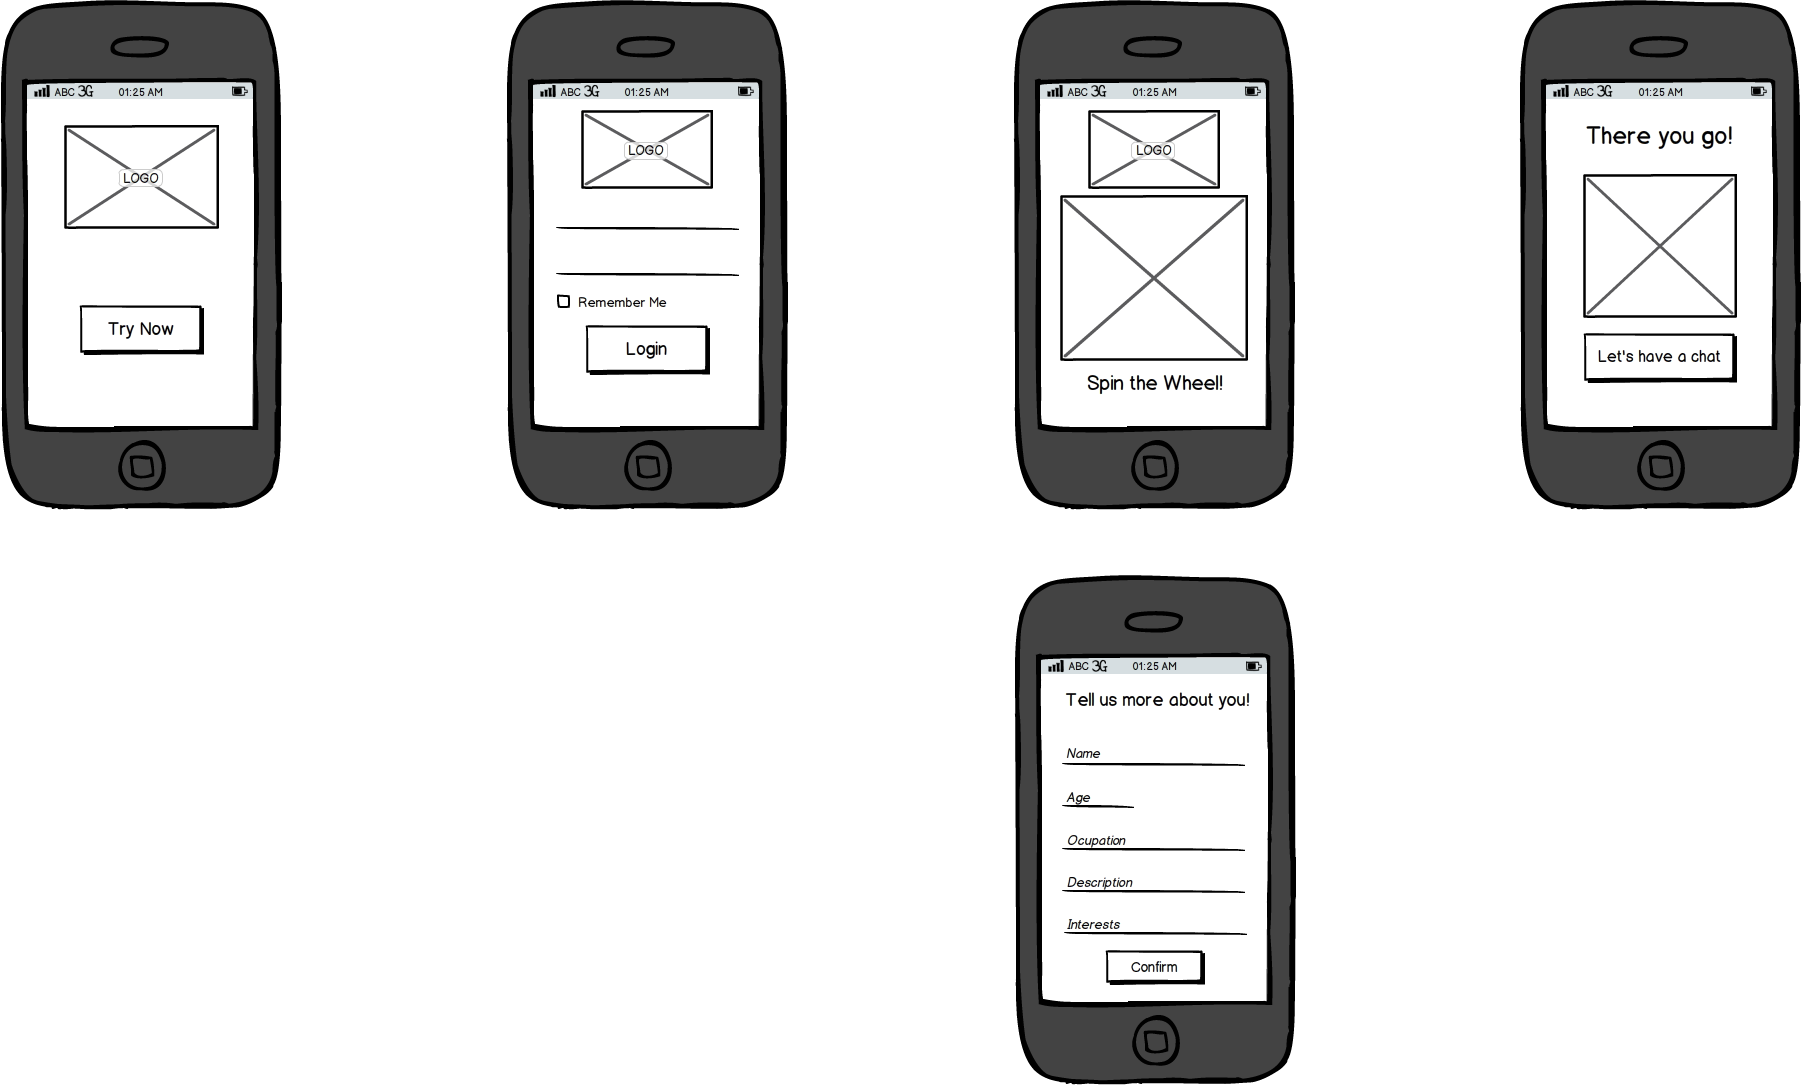 ABC 3G 01:25 AM
LOGO
Try Now
ABC 3G 01:25 AM
LOGO
Remember Me
Login
ABC 3G 01:25 AM
LOGO
Spin the Wheel!
ABC 3G 01:25 AM
There you go!
Let's have a chat
ABC 3G 01:25 AM
Tell us more about you!
Name
Age
Ocupation
Description
Interests
Confirm